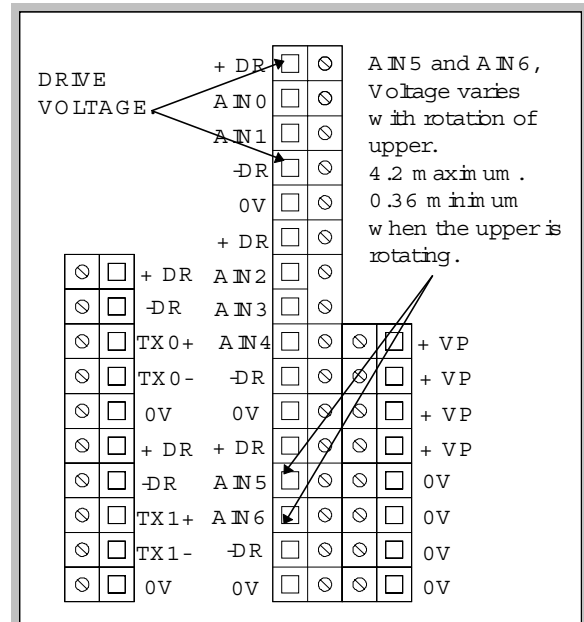 DRIVE
VOLTAGE.
+ DR
AIN0
AIN1
-DR
0V
+ DR
AIN2
AIN3
AIN4
-DR
0V
+ DR
AIN5
AIN6
-DR
0V
AIN5 and AIN6,
Voltage varies
with rotation of
upper.
4.2 maximum.
0.36 minimum
when the upper is
rotating.
+ DR
-DR
TX0+
TX0-
0V
+ DR
-DR
TX1+
TX1-
0V
+ VP
+ VP
+ VP
+ VP
0V
0V
0V
0V